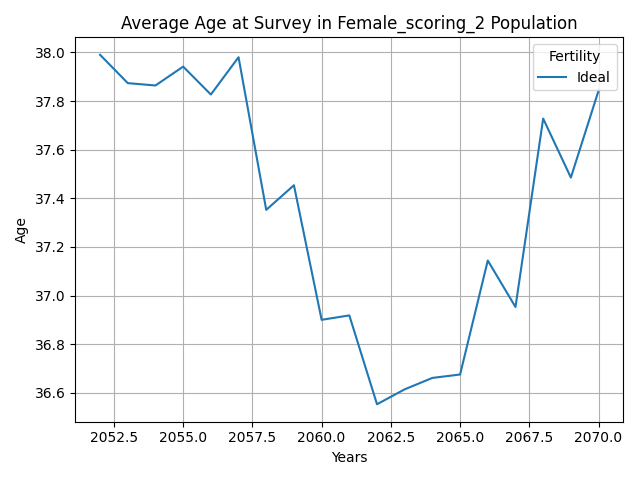 Average Age at Survey in Female_scoring_2 Population
38.0
37.8
37.6
37.4
37.2
37.0
36.8
36.6
Age
Fertility
Ideal
2052.5 2055.0 2057.5 2060.0 2062.5 2065.0 2067.5 2070.0
Years